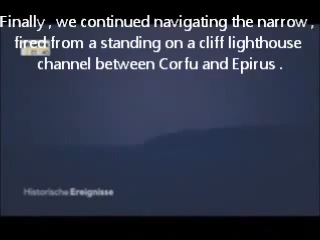 Finally , we continued navigating the narrow ,
fired from a standing on a cliff lighthouse
channel between Corfu and Epirus .
Historische Ereignisse